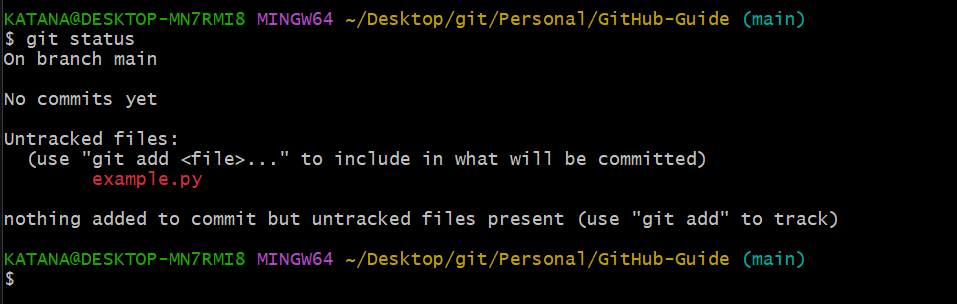 KATANA@DESKTOP-MN7RMI8 MINGW64 ~/Desktop/git/Personal/GitHub-Guide (main)
$ git status
On branch main
No commits yet
Untracked files:
(use "git add <file>..." to include in what will be committed)
example.py
nothing added to commit but untracked files present (use "git add" to track)
KATANA@DESKTOP-MN7RMI8 MINGW64 ~/Desktop/git/Personal/GitHub-Guide (main)
$